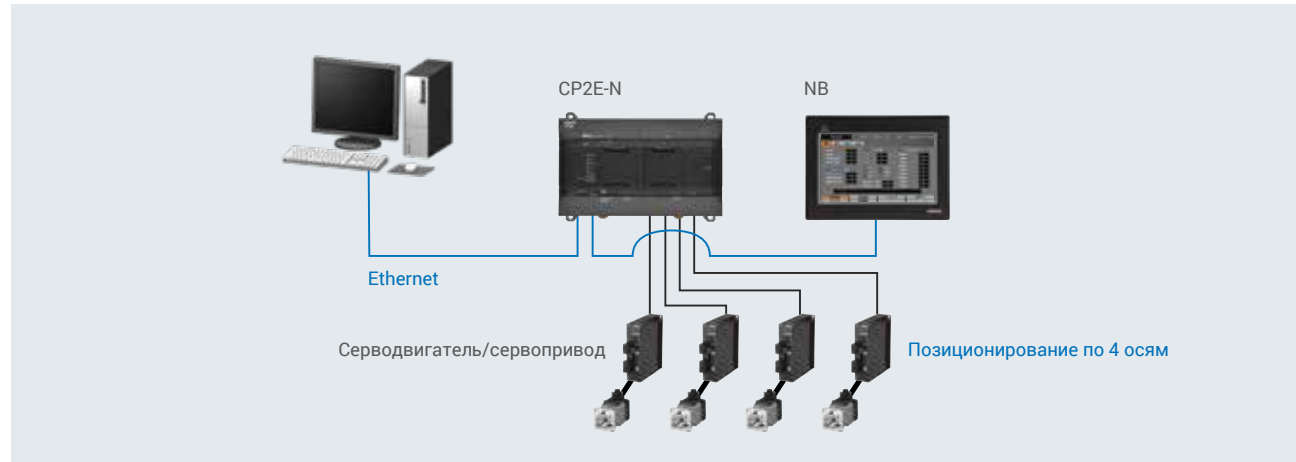 CP2E-N
NB
Ethernet
Серводвигатель/сервопривод
Позиционирование по 4 осям